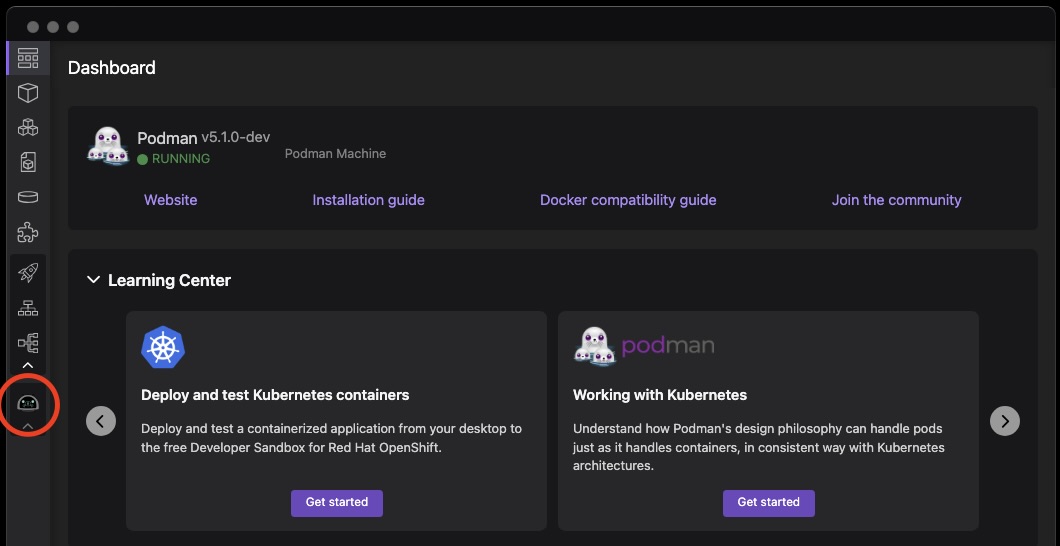 Dashboard
Podman v5.1.0-dev
RUNNING
Podman Machine
Website
Installation guide
Docker compatibility guide
Join the community
Learning Center
Deploy and test Kubernetes containers
Deploy and test a containerized application from your desktop to
the free Developer Sandbox for Red Hat OpenShift.
Get started
podman
Working with Kubernetes
Understand how Podman's design philosophy can handle pods
just as it handles containers, in consistent way with Kubernetes
architectures.
Get started